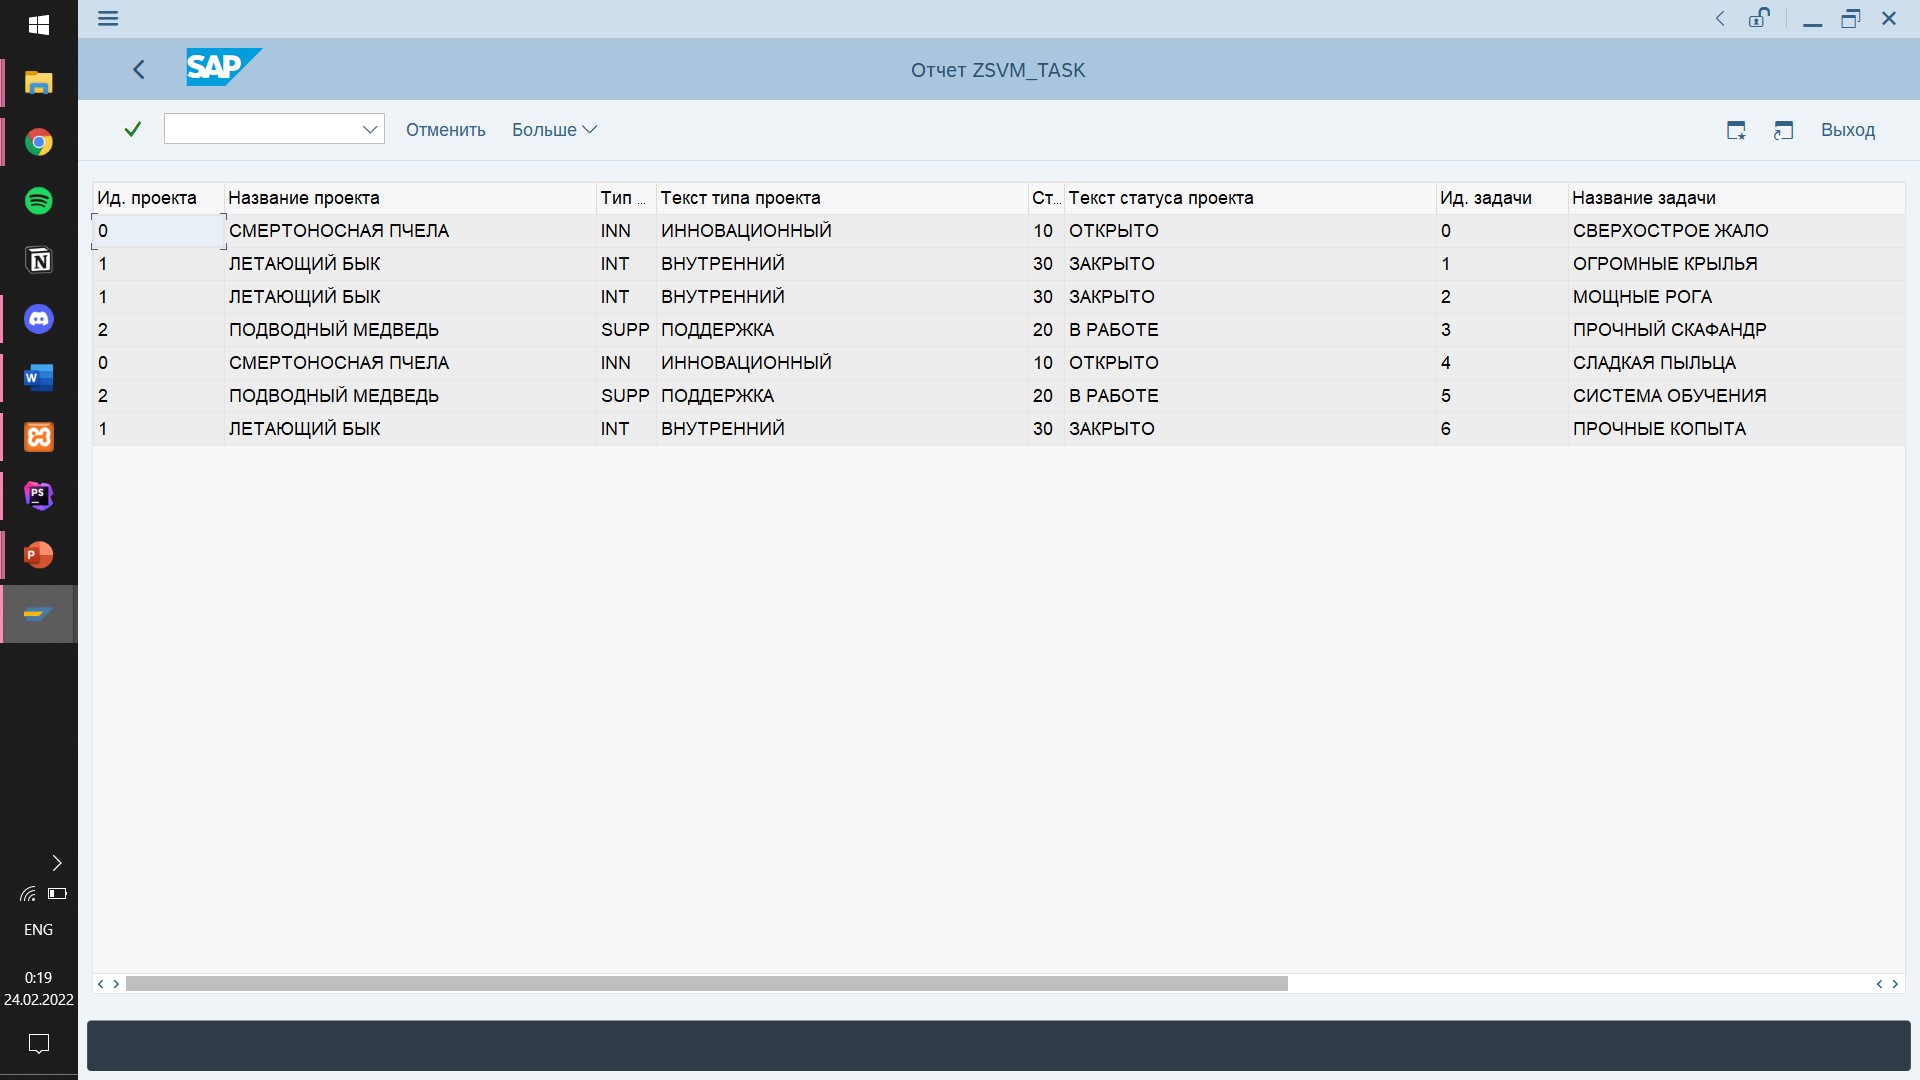 SAP
Отчет ZSVM_TASK
Отменить Больше Выход
Ид. проекта Название проекта Тип ... Текст типа проекта Ст... Текст статуса проекта Ид. задачи Название задачи
0 СМЕРТОНОСНАЯ ПЧЕЛА INN ИННОВАЦИОННЫЙ 10 ОТКРЫТО 0 СВЕРХОСТРОЕ ЖАЛО
1 ЛЕТАЮЩИЙ БЫК INT ВНУТРЕННИЙ 30 ЗАКРЫТО 1 ОГРОМНЫЕ КРЫЛЬЯ
1 ЛЕТАЮЩИЙ БЫК INT ВНУТРЕННИЙ 30 ЗАКРЫТО 2 МОЩНЫЕ РОГА
2 ПОДВОДНЫЙ МЕДВЕДЬ SUPP ПОДДЕРЖКА 20 В РАБОТЕ 3 ПРОЧНЫЙ СКАФАНДР
0 СМЕРТОНОСНАЯ ПЧЕЛА INN ИННОВАЦИОННЫЙ 10 ОТКРЫТО 4 СЛАДКАЯ ПЫЛЬЦА
2 ПОДВОДНЫЙ МЕДВЕДЬ SUPP ПОДДЕРЖКА 20 В РАБОТЕ 5 СИСТЕМА ОБУЧЕНИЯ
1 ЛЕТАЮЩИЙ БЫК INT ВНУТРЕННИЙ 30 ЗАКРЫТО 6 ПРОЧНЫЕ КОПЫТА
N
W
PS
P
ENG
0:19
24.02.2022